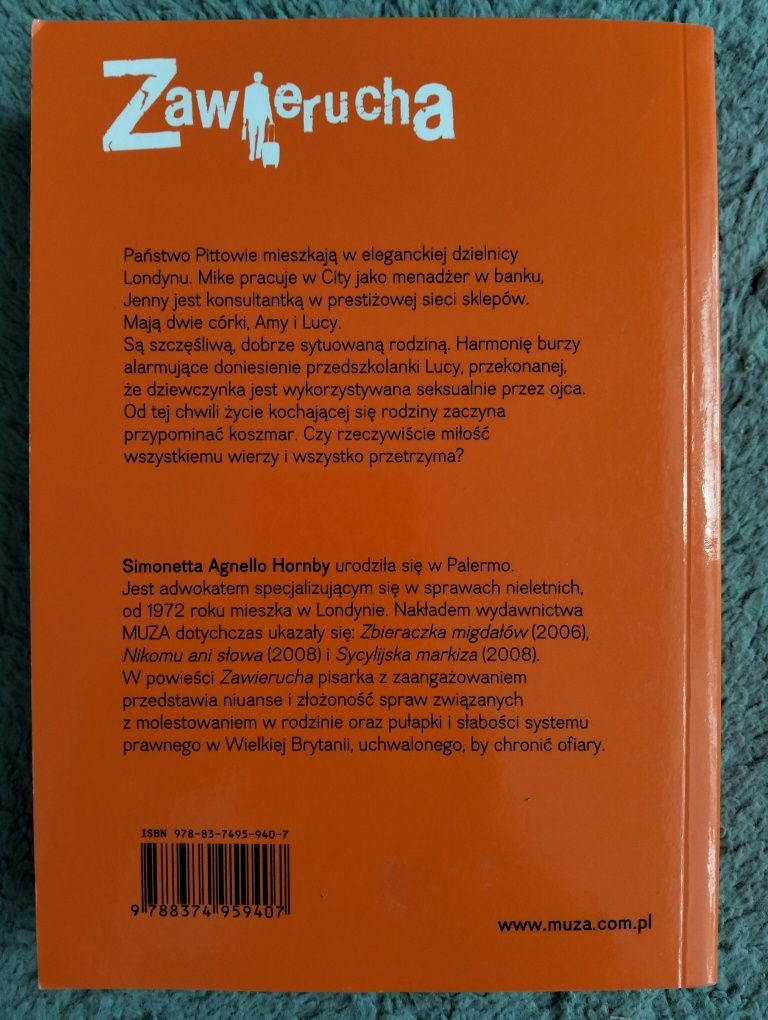 Zawierucha
Państwo Pittowie mieszkają w eleganckiej dzielnicy
Londynu. Mike pracuje w City jako menadżer w banku,
Jenny jest konsultantką w prestiżowej sieci sklepów.
Mają dwie córki, Amy i Lucy.
Są szczęśliwą, dobrze sytuowaną rodziną. Harmonię burzy
alarmujące doniesienie przedszkolanki Lucy, przekonanej,
że dziewczynka jest wykorzystywana seksualnie przez ojca.
Od tej chwili życie kochającej się rodziny zaczyna
przypominać koszmar. Czy rzeczywiście miłość
wszystkiemu wierzy i wszystko przetrzyma?
Simonetta Agnello Hornby urodziła się w Palermo.
Jest adwokatem specjalizującym się w sprawach nieletnich,
od 1972 roku mieszka w Londynie. Nakładem wydawnictwa
MUZA dotychczas ukazały się: Zbieraczka migdałów (2006),
Nikomu ani słowa (2008) i Sycylijska markiza (2008).
W powieści Zawierucha pisarka z zaangażowaniem
przedstawia niuanse i złożoność spraw związanych
z molestowaniem w rodzinie oraz pułapki i słabości systemu
prawnego w Wielkiej Brytanii, uchwalonego, by chronić ofiary.
ISBN 978-83-7495-940-7
9 788374 959407
www.muza.com.pl